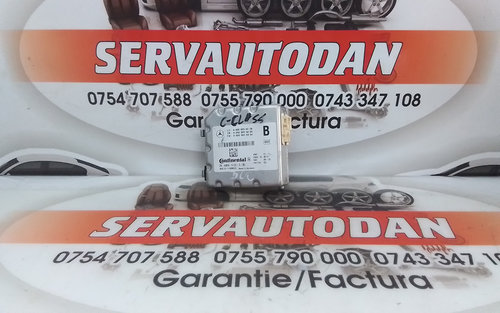 SERVAUTODAN
0754 707 588 0755 790 000 0743 347 108
Garantie/Factura
C-CLASS
B
Continental
SERVAUTODAN
0754 707 588 0755 790 000 0743 347 108
Garantie/Factura